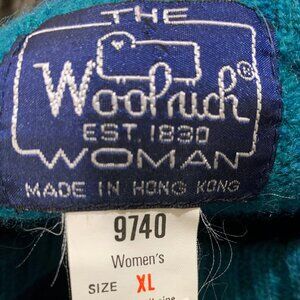 THE
Woolrich®
EST. 1830
WOMAN
MADE IN HONG KONG
9740
Women's
SIZE XL